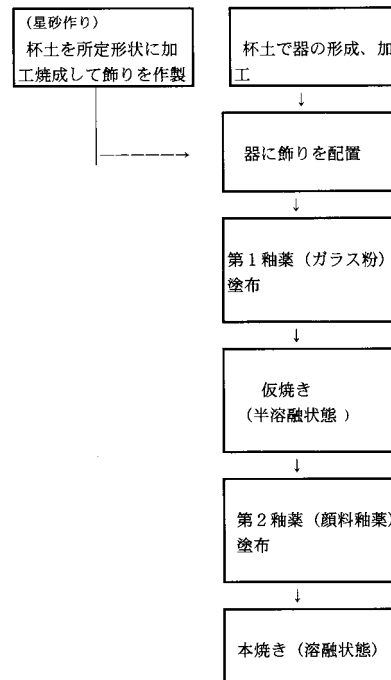 (星砂作り)
杯土を所定形状に加
工焼成して飾りを作製
杯土で器の形成、加
工
↓
器に飾りを配置
↓
第1釉薬(ガラス粉)
塗布
↓
仮焼き
(半溶融状態)
↓
第2釉薬(顔料釉薬)
塗布
↓
本焼き(溶融状態)